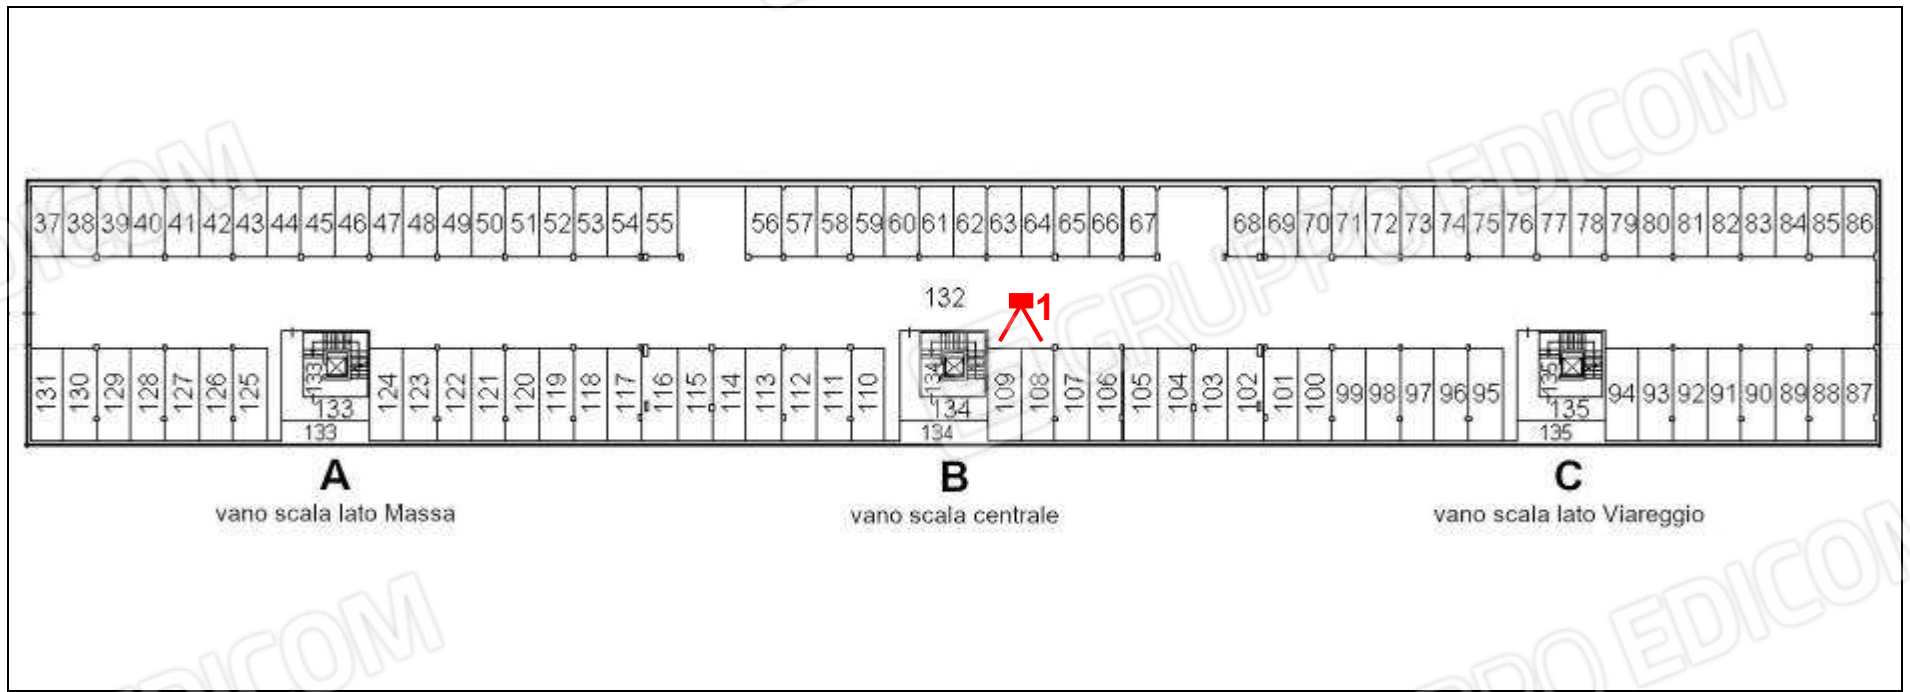 37 38 39 40 41 42 43 44 45 46 47 48 49 50 51 52 53 54 55 56 57 58 59 60 61 62 63 64 65 66 67 68 69 70 71 72 73 74 75 76 77 78 79 80 81 82 83 84 85 86
132 1
131 130 129 128 127 126 125 133 124 123 122 121 120 119 118 117 116 115 114 113 112 111 110 134 109 108 107 106 105 104 103 102 101 100 99 98 97 96 95 135 94 93 92 91 90 89 88 87
133 134 135
133 134 135
A B C
vano scala lato Massa vano scala centrale vano scala lato Viareggio
GRUPPO EDICOM
EDICOM
EDICOM
PPO EDICOM